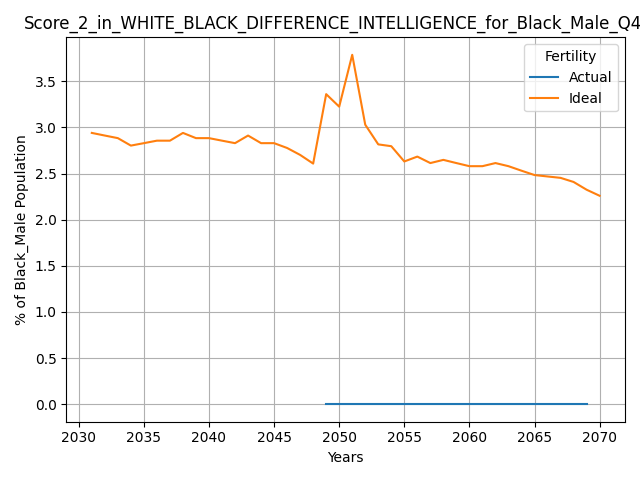 Score_2_in_WHITE_BLACK_DIFFERENCE_INTELLIGENCE_for_Black_Male_Q4
Fertility
Actual
Ideal
% of Black_Male Population
3.5
3.0
2.5
2.0
1.5
1.0
0.5
0.0
2030 2035 2040 2045 2050 2055 2060 2065 2070
Years